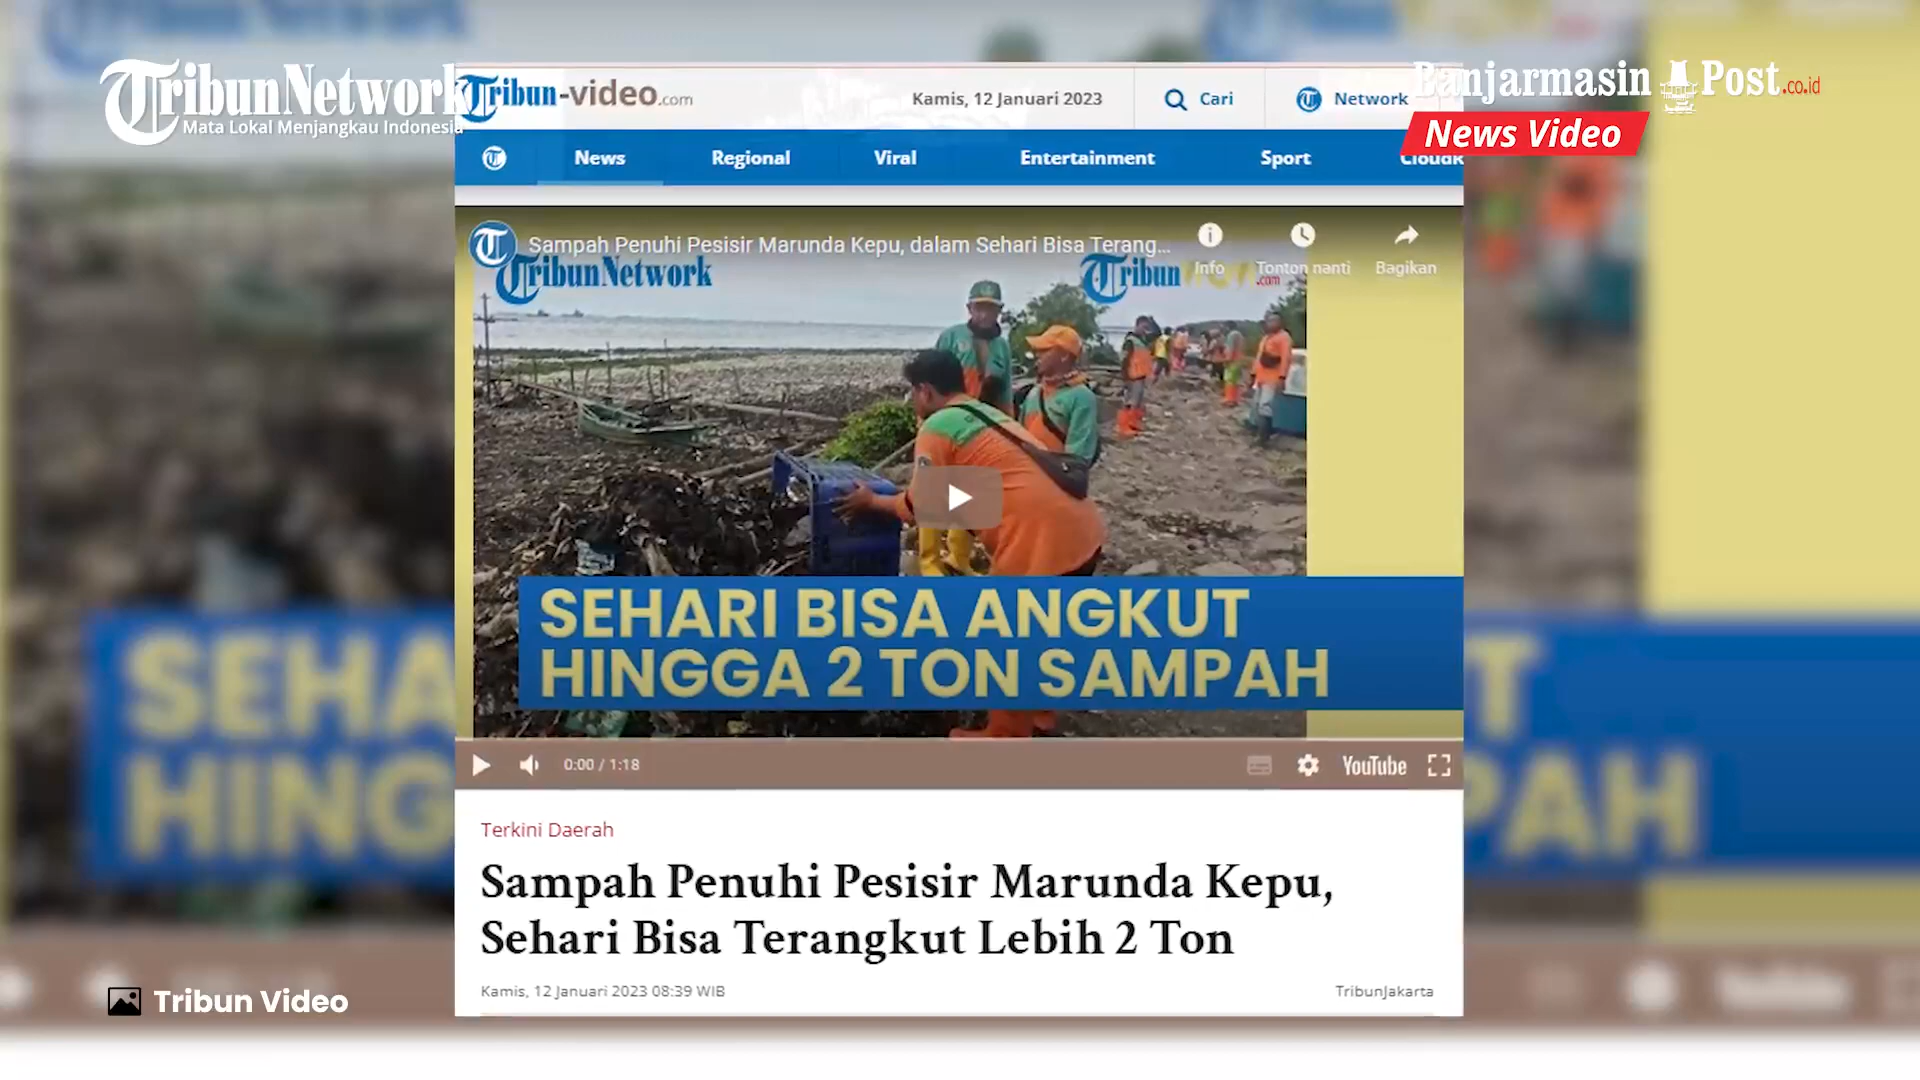 TribunNetwork
Mata Lokal Menjangkau Indonesia
Tribun-video.com
Kamis, 12 Januari 2023
Cari
Network
Banjarmasin Post.co.id
News Video
News
Regional
Viral
Entertainment
Sport
Sampah Penuhi Pesisir Marunda Kepu, dalam Sehari Bisa Terang...
Info
Tonton nanti
Bagikan
TribunNetwork
Tribun
.com
SEHARI BISA ANGKUT
HINGGA 2 TON SAMPAH
0:00 / 1:18
YouTube
Terkini Daerah
Sampah Penuhi Pesisir Marunda Kepu,
Sehari Bisa Terangkut Lebih 2 Ton
Kamis, 12 Januari 2023 08:39 WIB
TribunJakarta
Tribun Video